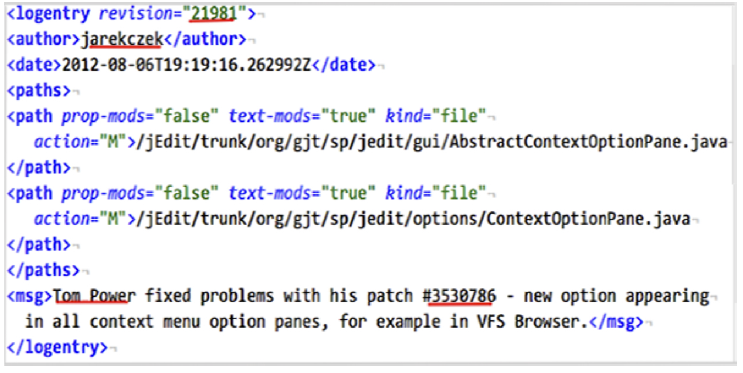 <logentry revision="21981">
<author>jarekczek</author>
<date>2012-08-06T19:19:16.262992Z</date>
<paths>
<path prop-mods="false" text-mods="true" kind="file"
action="M">/jEdit/trunk/org/gjt/sp/jedit/gui/AbstractContextOptionPane.java
</path>
<path prop-mods="false" text-mods="true" kind="file"
action="M">/jEdit/trunk/org/gjt/sp/jedit/options/ContextOptionPane.java
</path>
</paths>
<msg>Tom Power fixed problems with his patch #3530786 - new option appearing
in all context menu option panes, for example in VFS Browser.</msg>
</logentry>